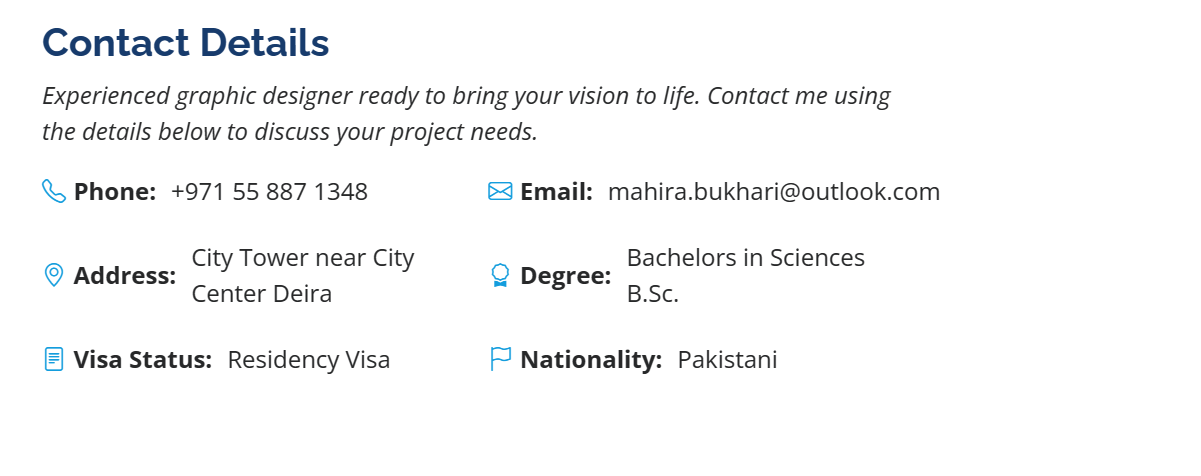 Contact Details
Experienced graphic designer ready to bring your vision to life. Contact me using
the details below to discuss your project needs.
Phone: +971 55 887 1348
Email: mahira.bukhari@outlook.com
Address: City Tower near City
Center Deira
Degree: Bachelors in Sciences
B.Sc.
Visa Status: Residency Visa
Nationality: Pakistani